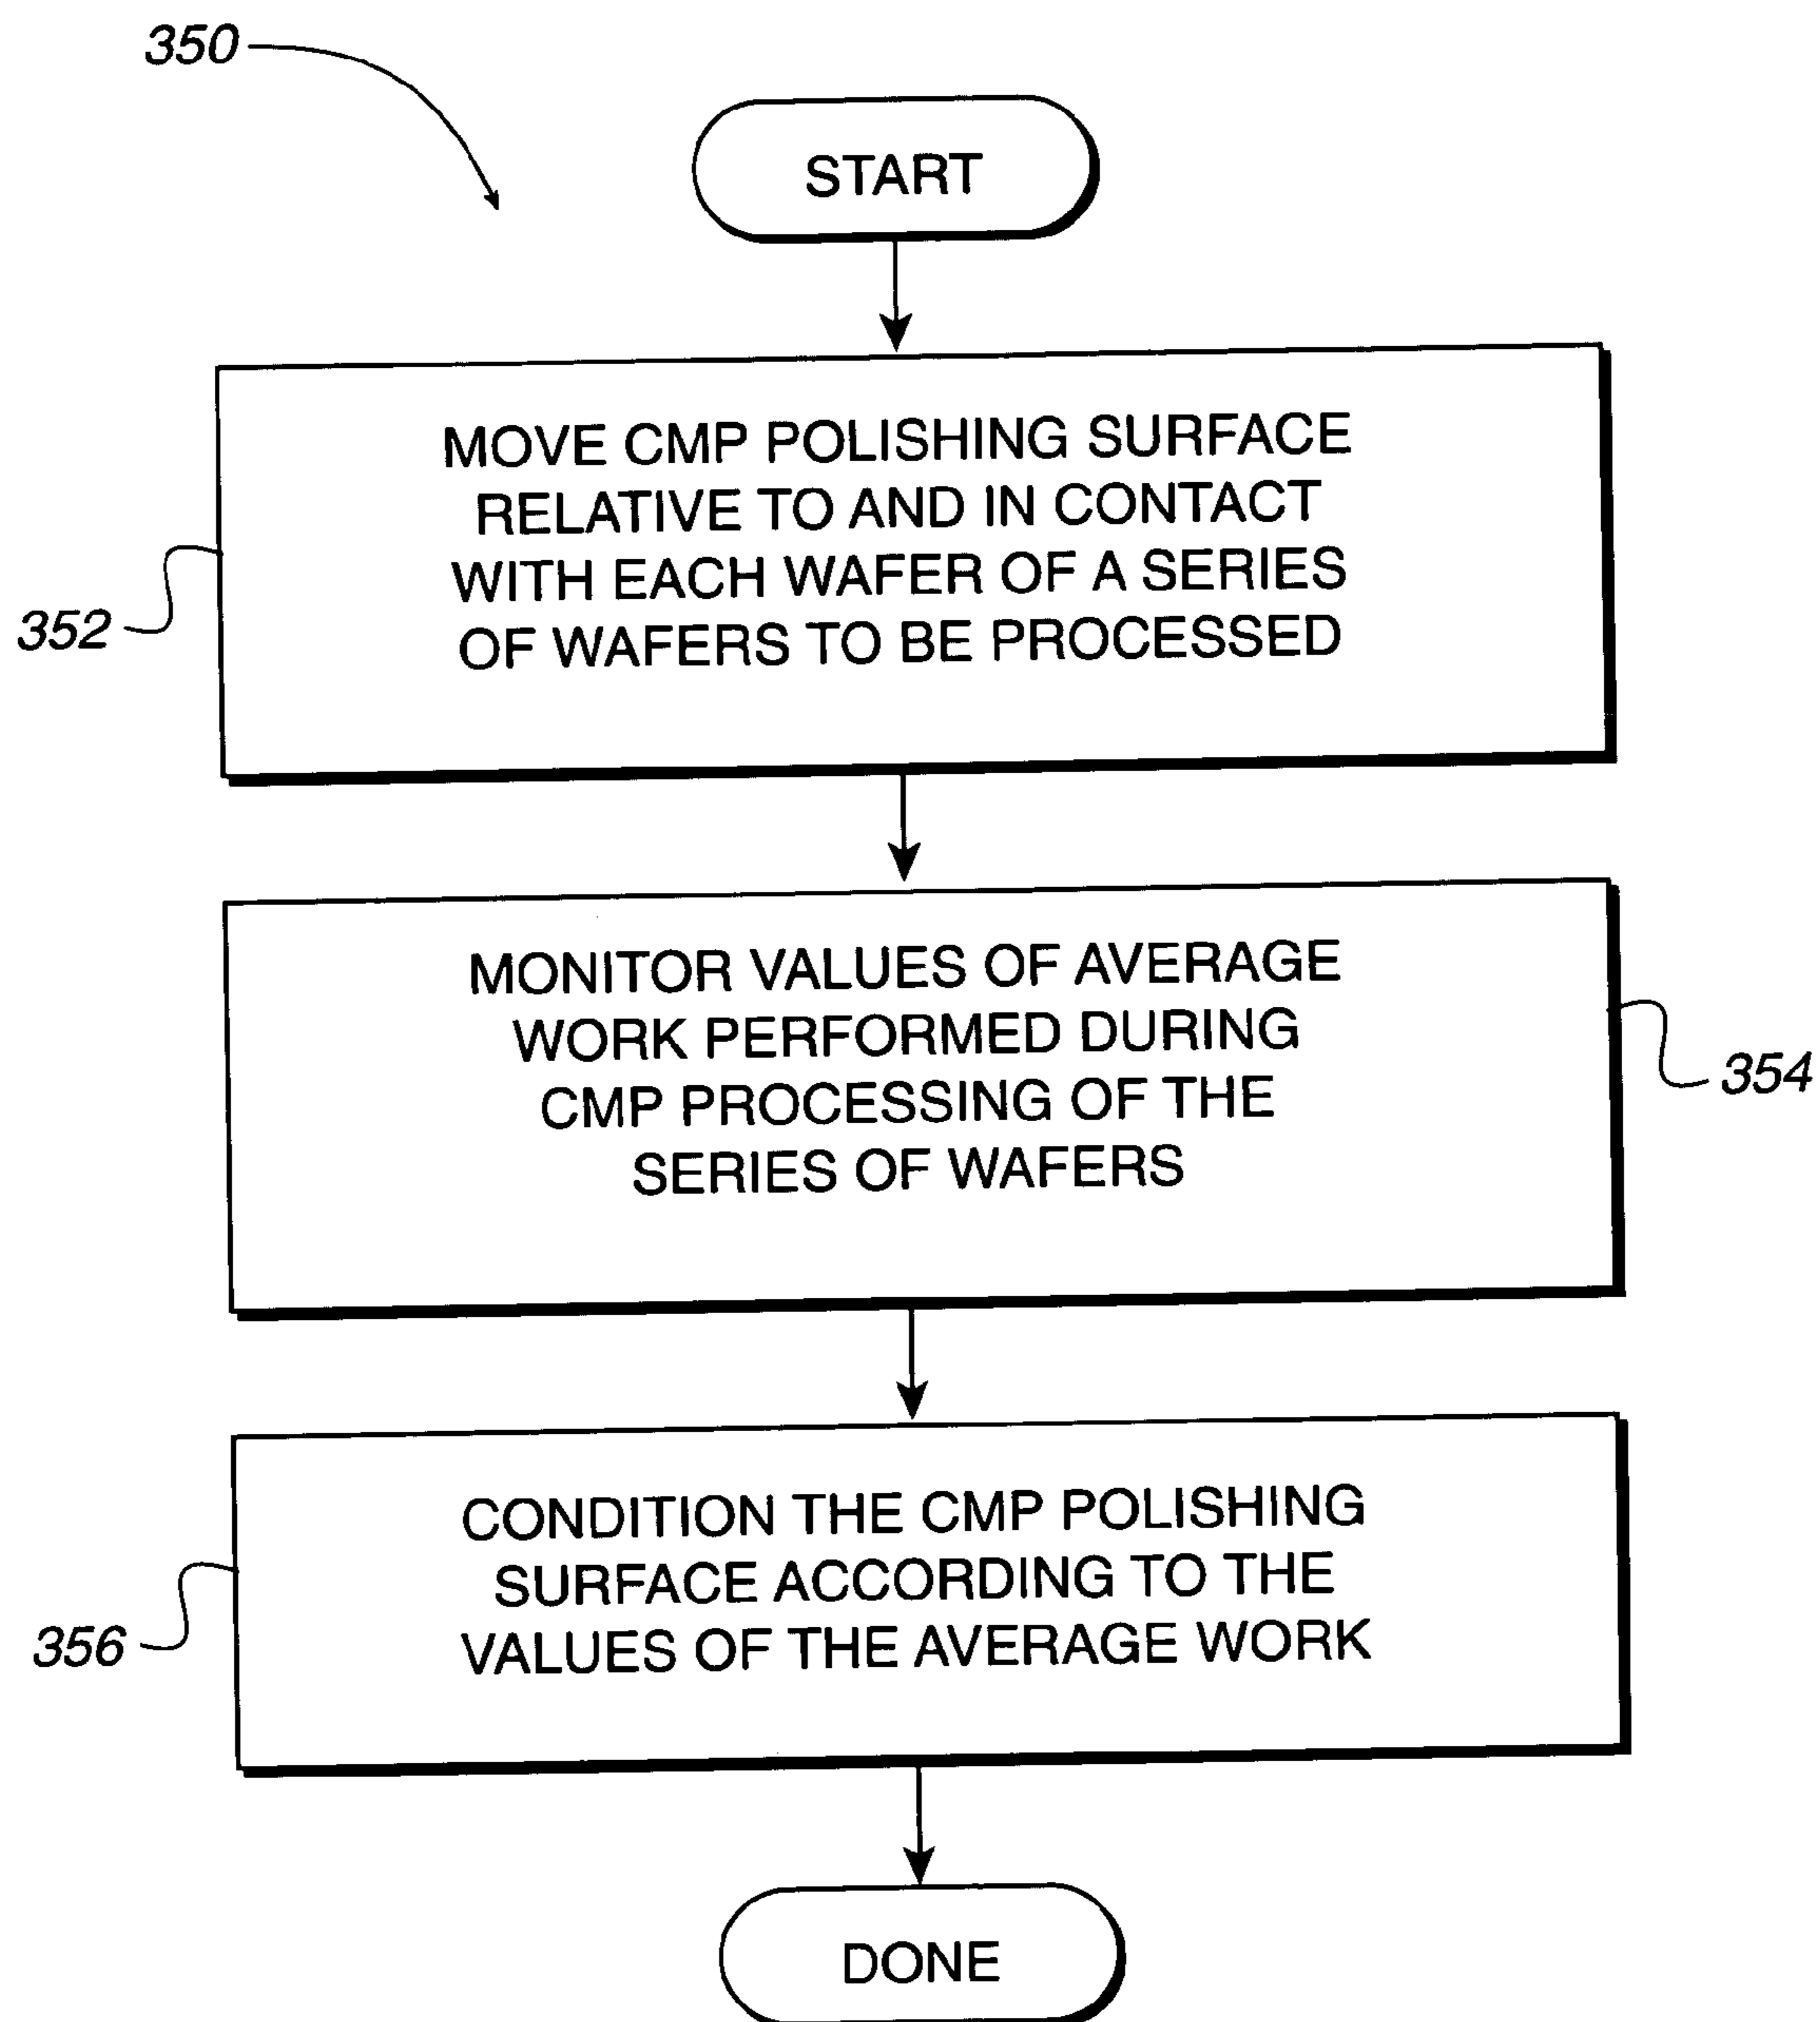 350
START
MOVE CMP POLISHING SURFACE
RELATIVE TO AND IN CONTACT
WITH EACH WAFER OF A SERIES
OF WAFERS TO BE PROCESSED
352
MONITOR VALUES OF AVERAGE
WORK PERFORMED DURING
CMP PROCESSING OF THE
SERIES OF WAFERS
354
CONDITION THE CMP POLISHING
SURFACE ACCORDING TO THE
VALUES OF THE AVERAGE WORK
356
DONE